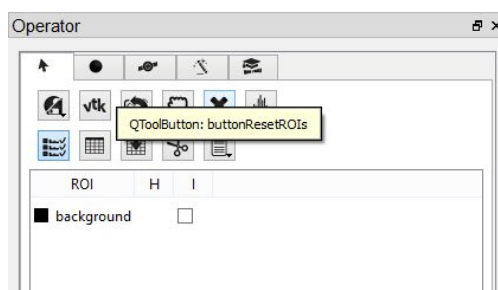 Operator
vtk
QToolButton: buttonResetROIs
ROI H I
background